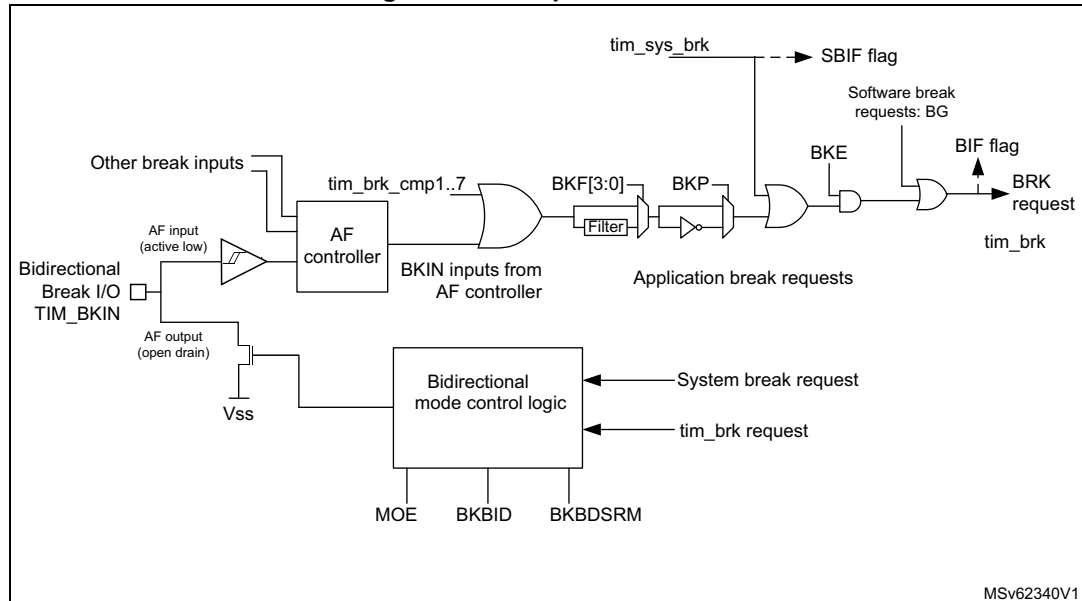 tim_sys_brk
SBIF flag
Software break
requests: BG
BIF flag
BKE
Other break inputs
tim_brk_cmp1..7
BKF[3:0]
BKP
BRK
request
tim_brk
AF input
(active low)
AF
controller
Filter
BKIN inputs from
AF controller
Application break requests
Bidirectional
Break I/O
TIM_BKIN
AF output
(open drain)
Vss
Bidirectional
mode control logic
System break request
tim_brk request
MOE
BKBID
BKBDSRM
MSv62340V1